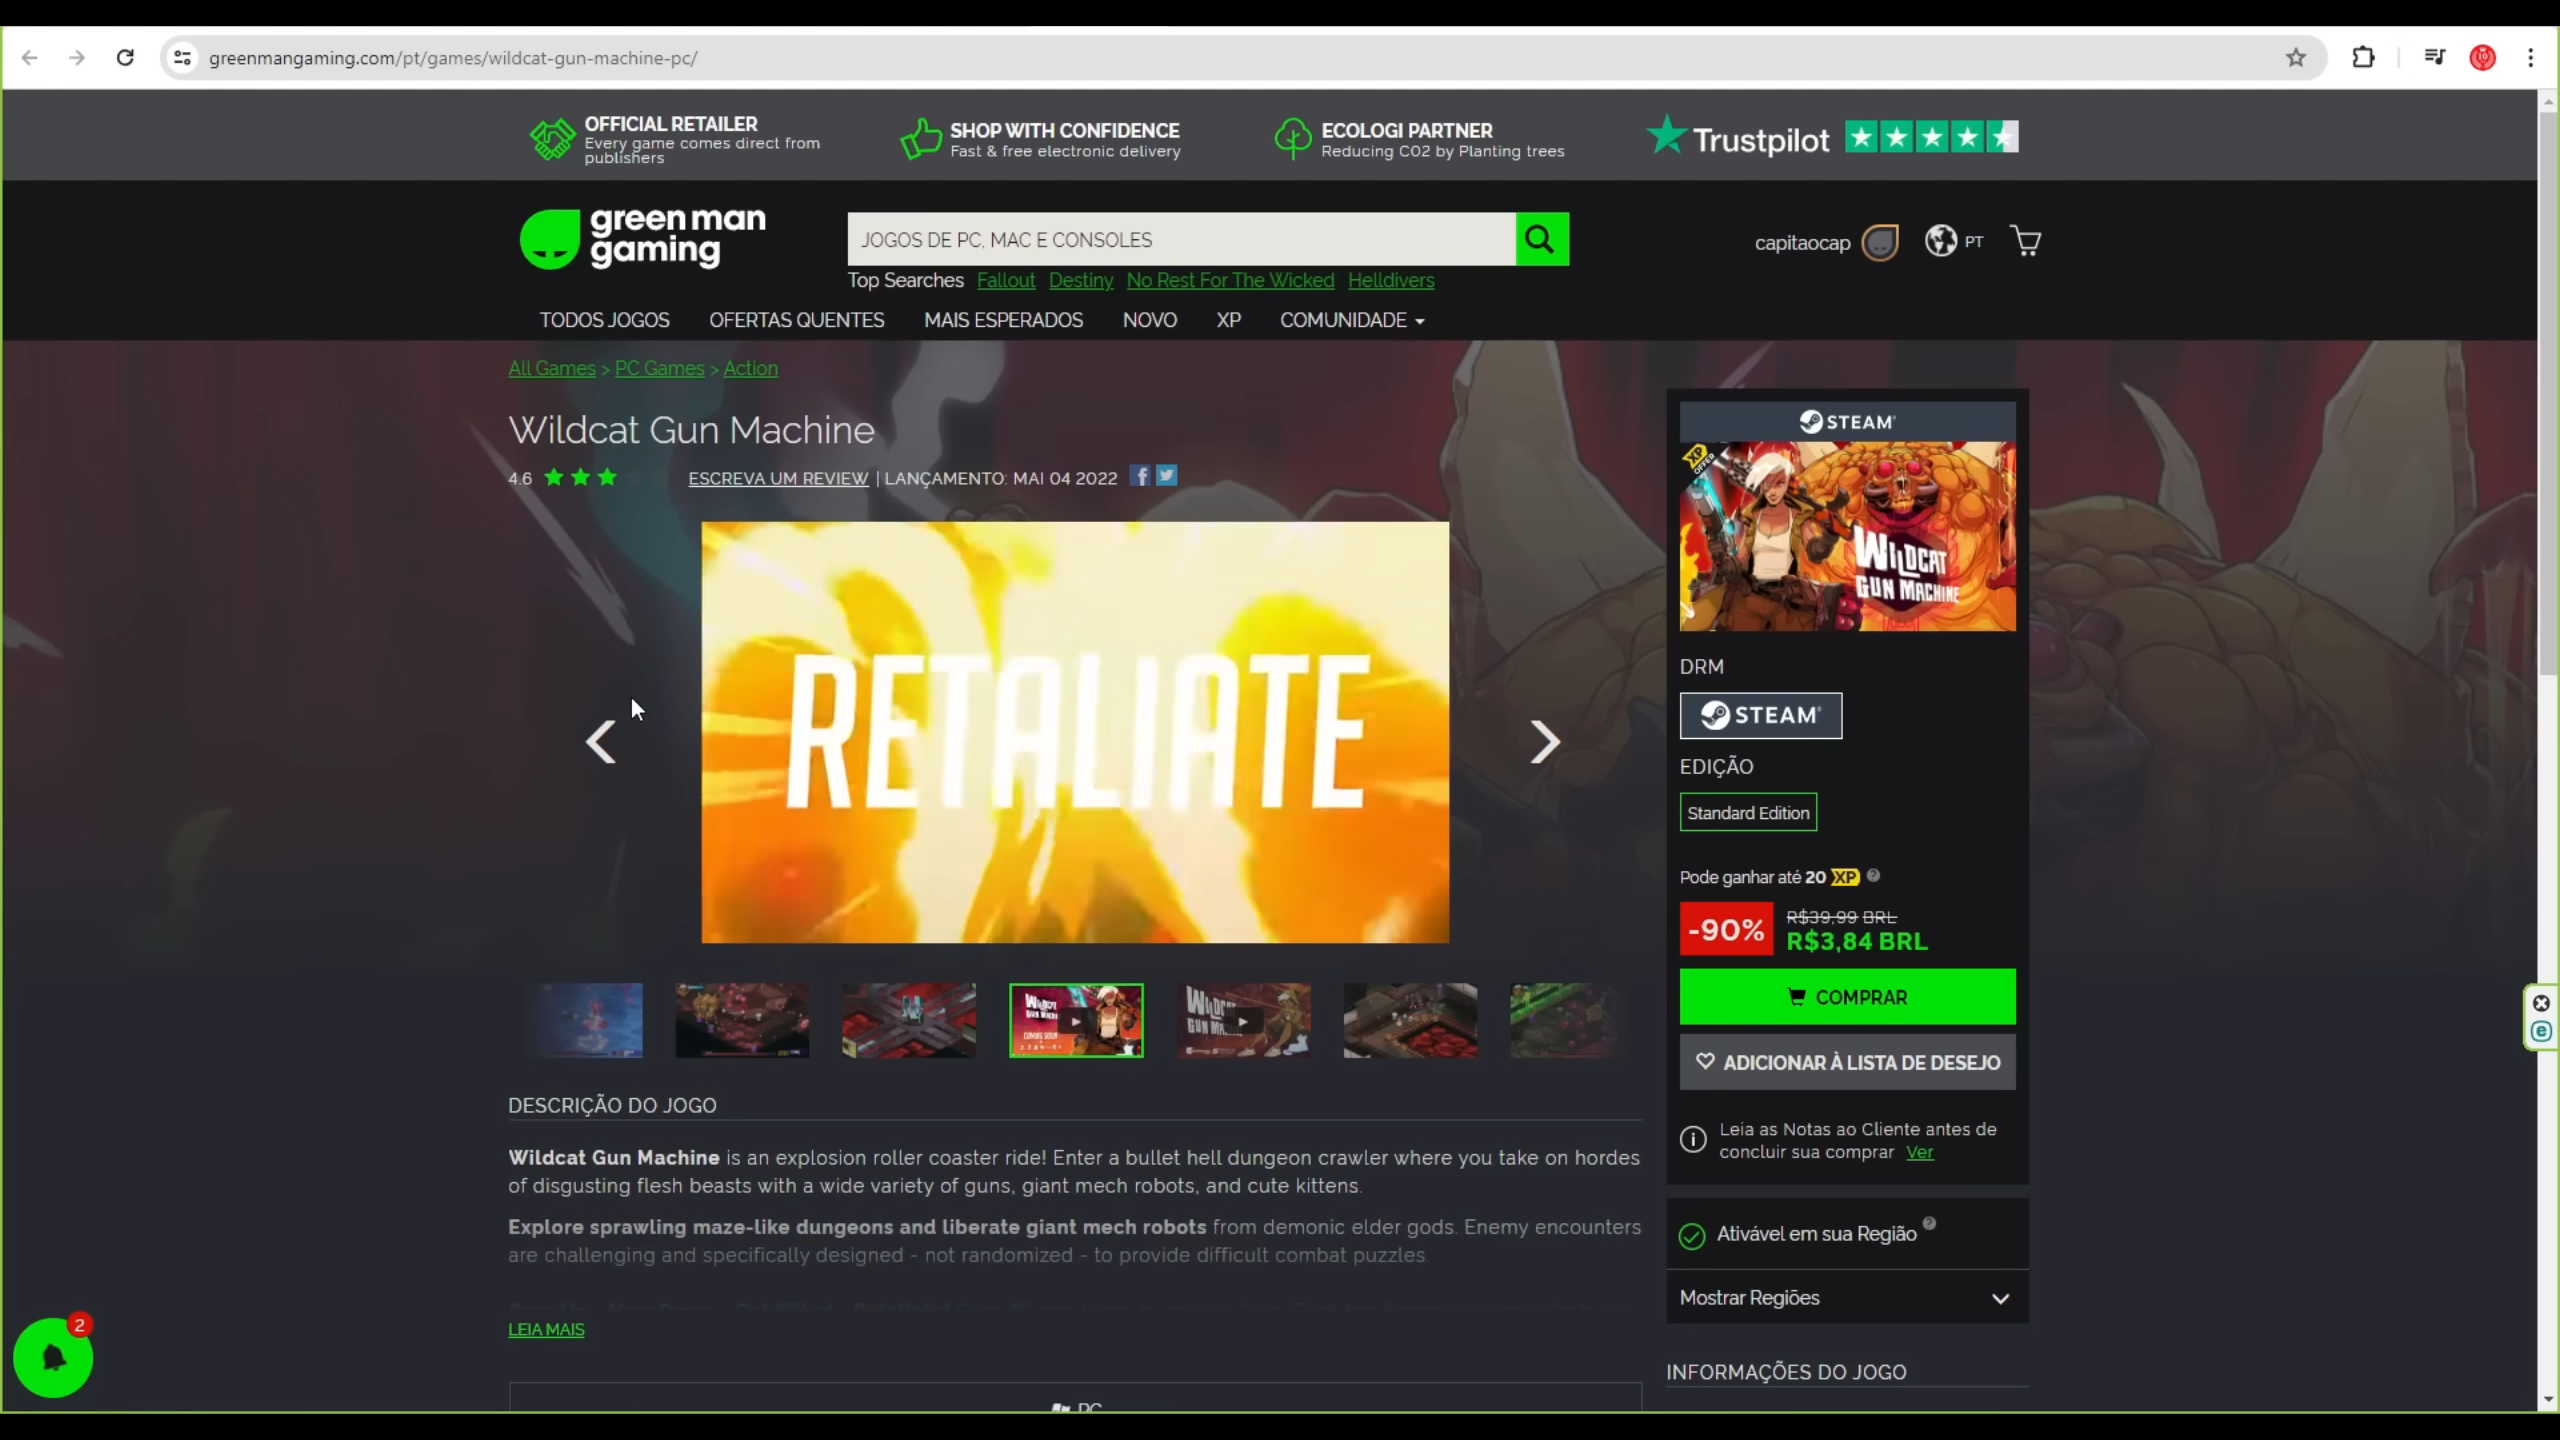 greenmangaming.com/pt/games/wildcat-gun-machine-pc/
OFFICIAL RETAILER
Every game comes direct from
publishers
SHOP WITH CONFIDENCE
Fast & free electronic delivery
ECOLOGI PARTNER
Reducing CO2 by Planting trees
Trustpilot
green man
gaming
JOGOS DE PC, MAC E CONSOLES
Top Searches Fallout Destiny No Rest For The Wicked Helldivers
capitaocap
PT
TODOS JOGOS OFERTAS QUENTES MAIS ESPERADOS NOVO XP COMUNIDADE
All Games > PC Games > Action
Wildcat Gun Machine
4.6 ESCREVA UM REVIEW | LANÇAMENTO: MAI 04 2022
RETALIATE
STEAM
XP
OFFER
WILDCAT
GUN MACHINE
DRM
STEAM
EDIÇÃO
Standard Edition
Pode ganhar até 20 XP
-90%
R$39,99 BRL
R$3,84 BRL
COMPRAR
ADICIONAR À LISTA DE DESEJO
Leia as Notas ao Cliente antes de
concluir sua comprar Ver
Ativável em sua Região
Mostrar Regiões
INFORMAÇÕES DO JOGO
DESCRIÇÃO DO JOGO
Wildcat Gun Machine is an explosion roller coaster ride! Enter a bullet hell dungeon crawler where you take on hordes
of disgusting flesh beasts with a wide variety of guns, giant mech robots, and cute kittens.
Explore sprawling maze-like dungeons and liberate giant mech robots from demonic elder gods. Enemy encounters
are challenging and specifically designed - not randomized - to provide difficult combat puzzles.
LEIA MAIS
PC
2